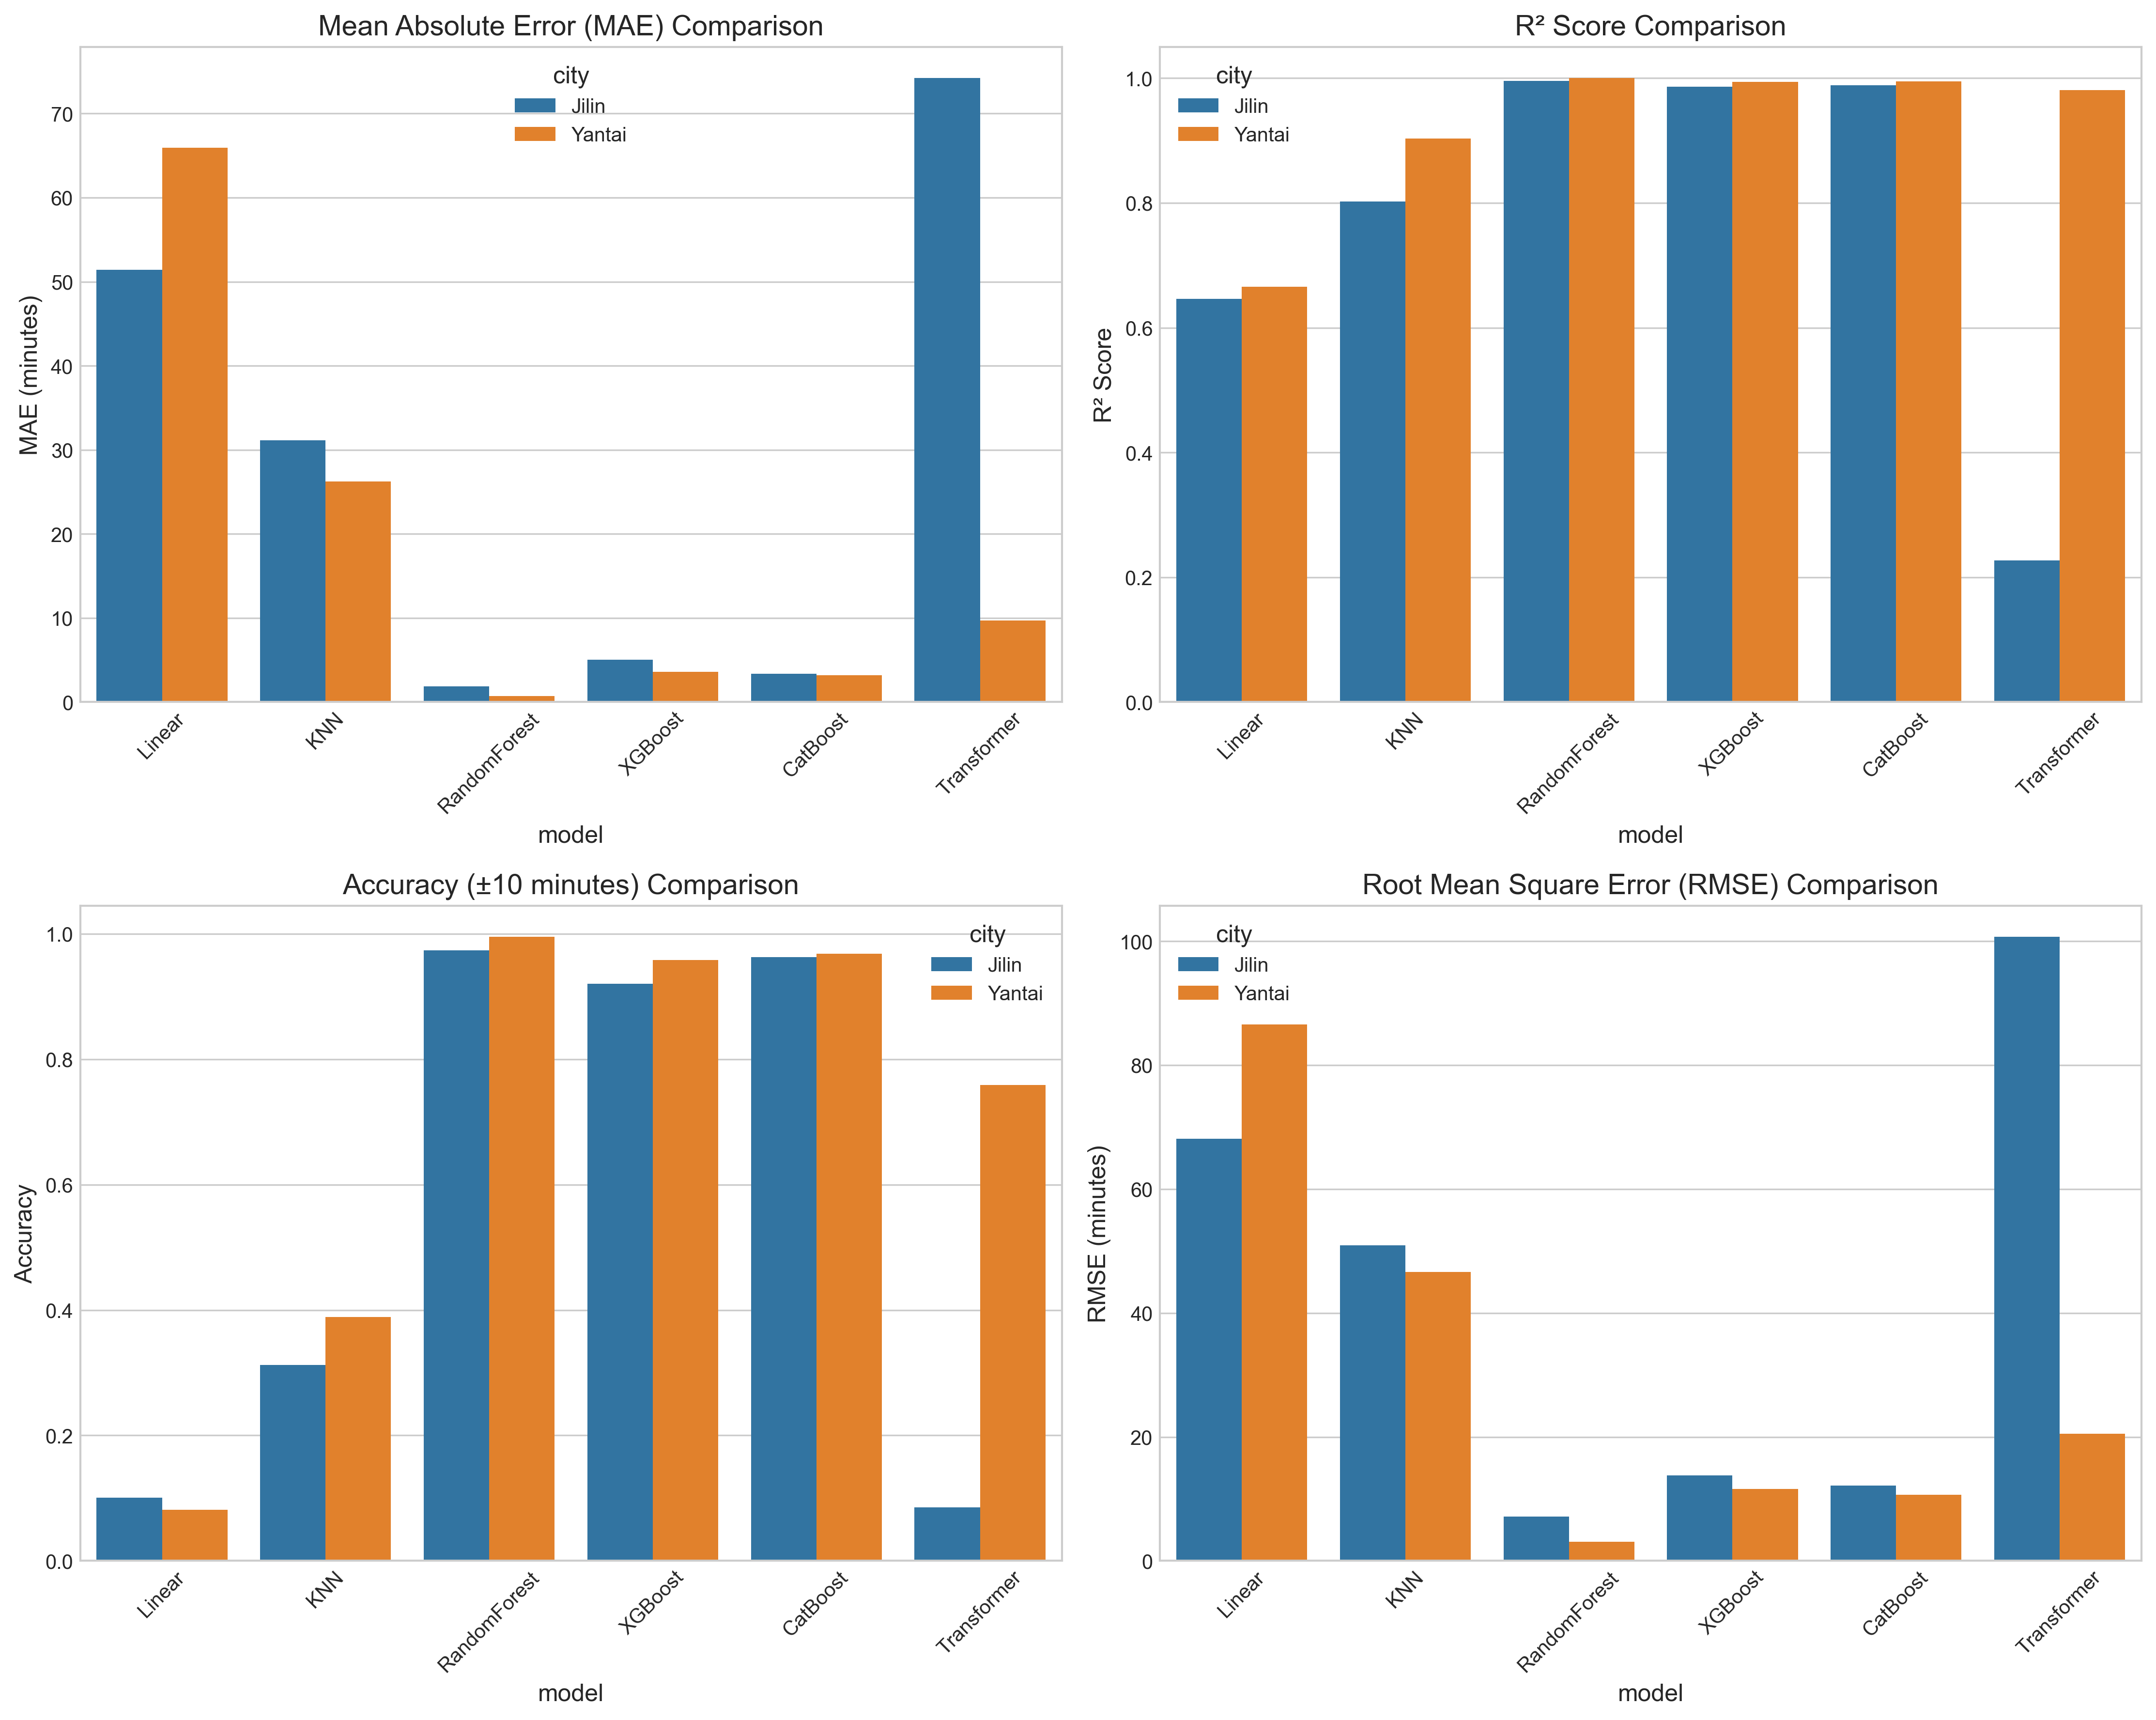 Mean Absolute Error (MAE) Comparison
city
Jilin
Yantai
MAE (minutes)
70
60
50
40
30
20
10
0
Linear
KNN
RandomForest
XGBoost
CatBoost
Transformer
model
R² Score Comparison
city
Jilin
Yantai
R² Score
1.0
0.8
0.6
0.4
0.2
0.0
Linear
KNN
RandomForest
XGBoost
CatBoost
Transformer
model
Accuracy (±10 minutes) Comparison
city
Jilin
Yantai
Accuracy
1.0
0.8
0.6
0.4
0.2
0.0
Linear
KNN
RandomForest
XGBoost
CatBoost
Transformer
model
Root Mean Square Error (RMSE) Comparison
city
Jilin
Yantai
RMSE (minutes)
100
80
60
40
20
0
Linear
KNN
RandomForest
XGBoost
CatBoost
Transformer
model